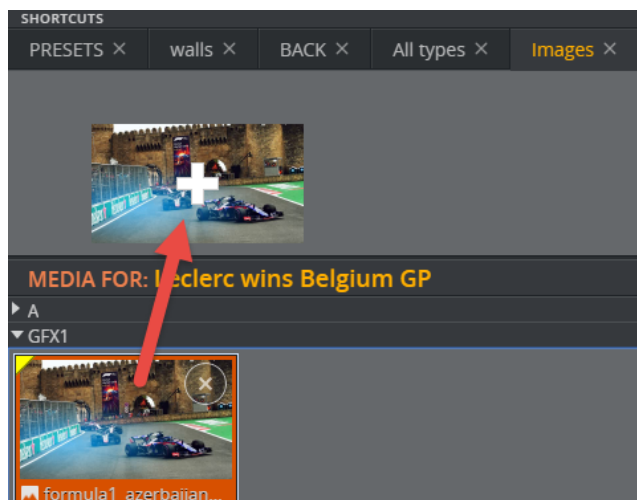 SHORTCUTS
PRESETS × walls × BACK × All types × Images ×
MEDIA FOR: Leclerc wins Belgium GP
A
GFX1
formula1_azerbaijan...